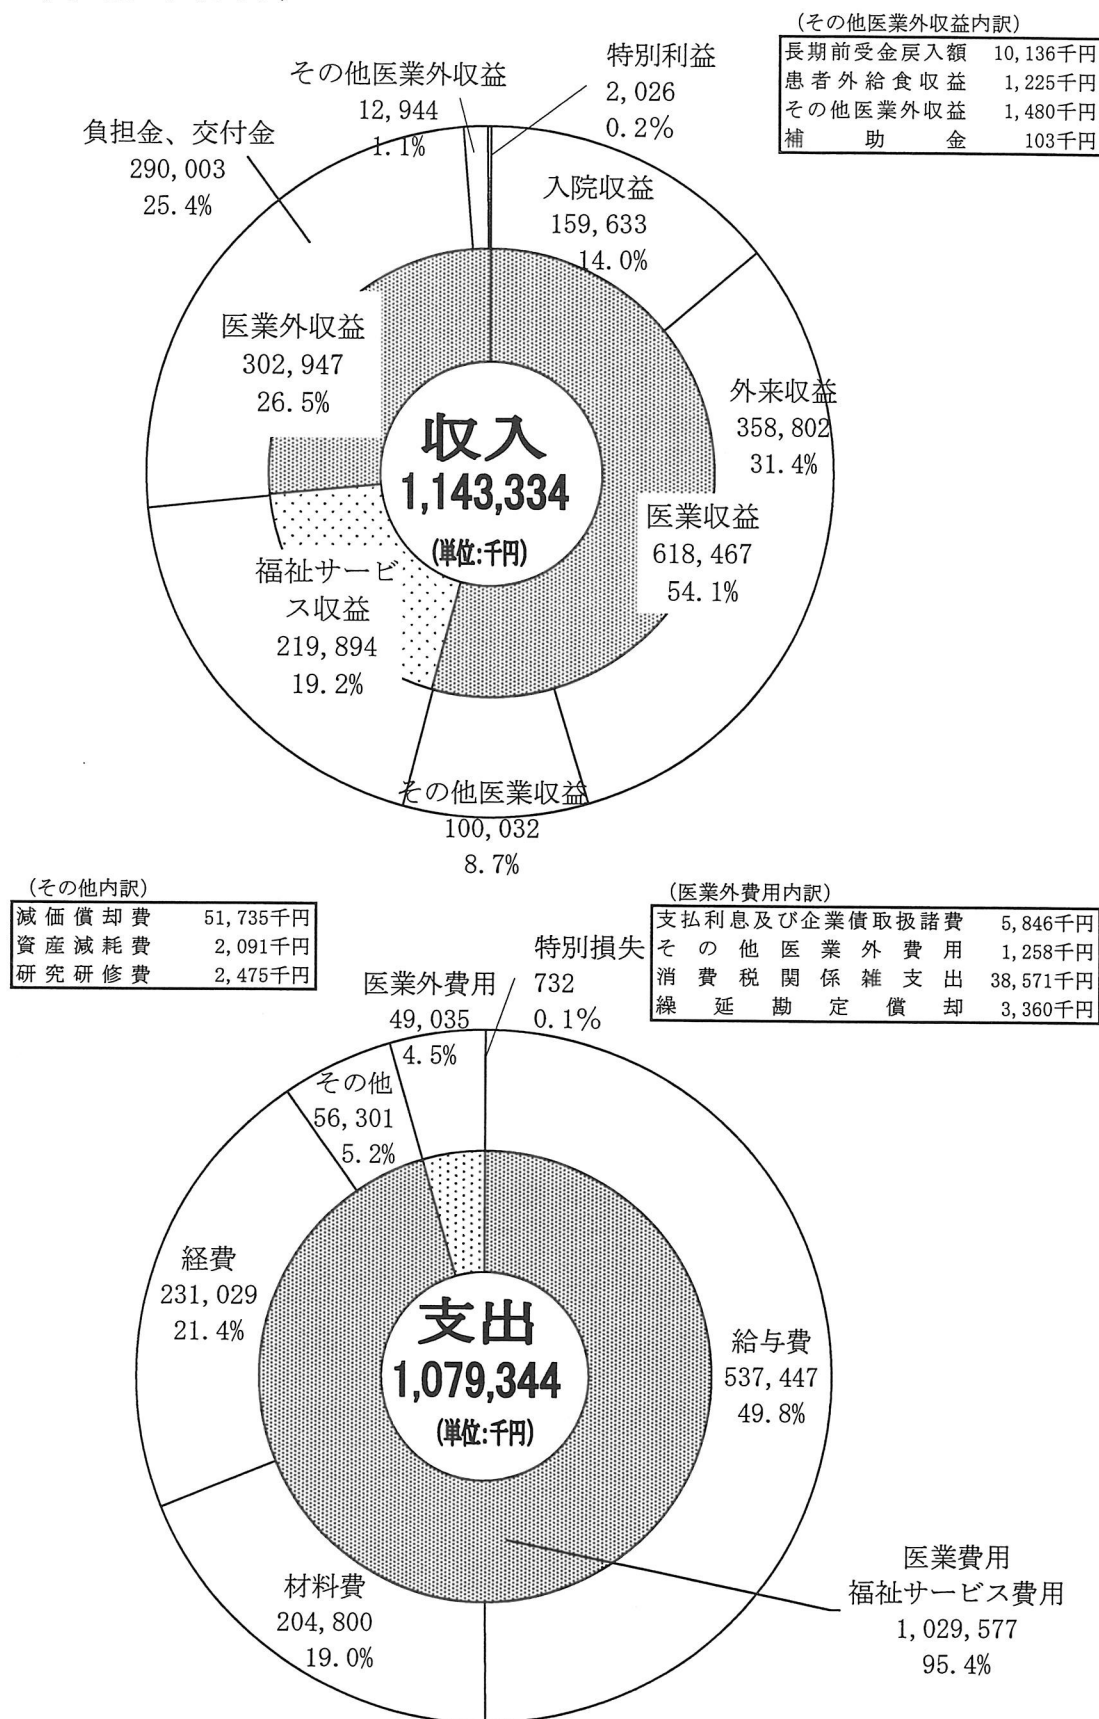 (その他医業外収益内訳)
長期前受金戻入額 10,136千円
患者外給食収益 1,225千円
その他医業外収益 1,480千円
補助金 103千円
特別利益
2,026
0.2%
その他医業外収益
12,944
1.1%
負担金、交付金
290,003
25.4%
入院収益
159,633
14.0%
医業外収益
302,947
26.5%
外来収益
358,802
31.4%
収入
1,143,334
(単位:千円)
医業収益
618,467
54.1%
福祉サービ
ス収益
219,894
19.2%
その他医業収益
100,032
8.7%
(その他内訳)
減価償却費 51,735千円
資産減耗費 2,091千円
研究研修費 2,475千円
(医業外費用内訳)
支払利息及び企業債取扱諸費 5,846千円
その他医業外費用 1,258千円
消費税関係雑支出 38,571千円
繰延勘定償却 3,360千円
特別損失
732
0.1%
医業外費用
49,035
4.5%
その他
56,301
5.2%
経費
231,029
21.4%
支出
1,079,344
(単位:千円)
給与費
537,447
49.8%
材料費
204,800
19.0%
医業費用
福祉サービス費用
1,029,577
95.4%